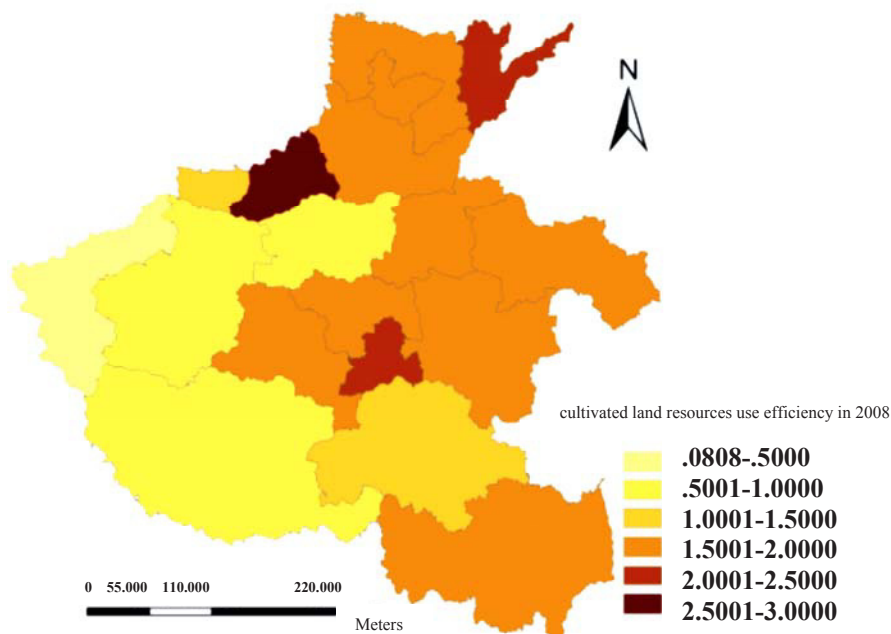 N
cultivated land resources use efficiency in 2008
.0808-.5000
.5001-1.0000
1.0001-1.5000
1.5001-2.0000
2.0001-2.5000
2.5001-3.0000
0 55.000 110.000 220.000
Meters